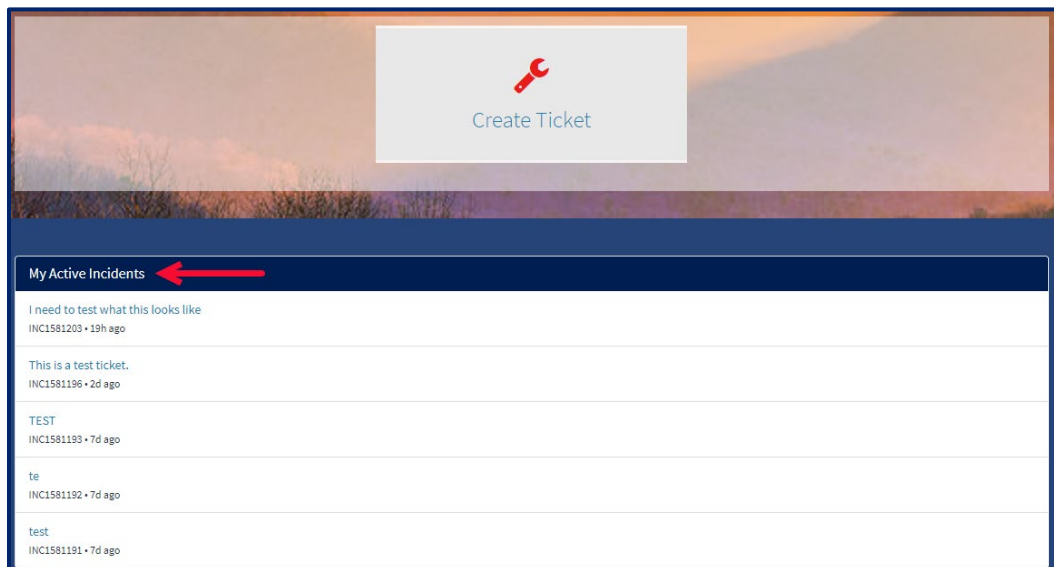 Create Ticket
My Active Incidents
I need to test what this looks like
INC1581203 • 19h ago
This is a test ticket.
INC1581196 • 2d ago
TEST
INC1581193 • 7d ago
te
INC1581192 • 7d ago
test
INC1581191 • 7d ago